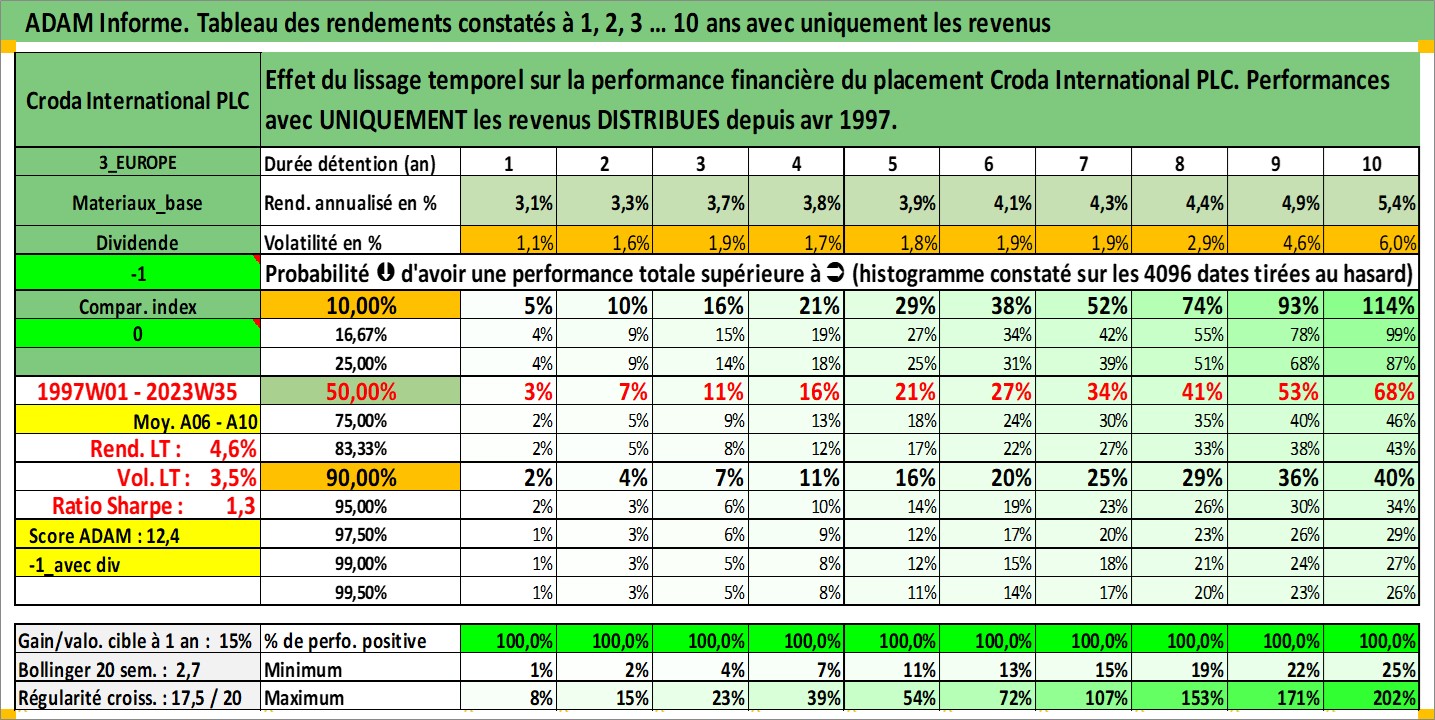 ADAM Informe. Tableau des rendements constatés à 1, 2, 3 ... 10 ans avec uniquement les revenus
Croda International PLC
Effet du lissage temporel sur la performance financière du placement Croda International PLC. Performances
avec UNIQUEMENT les revenus DISTRIBUES depuis avr 1997.
3_EUROPE Durée détention (an) 1 2 3 4 5 6 7 8 9 10
Materiaux_base Rend. annualisé en % 3,1% 3,3% 3,7% 3,8% 3,9% 4,1% 4,3% 4,4% 4,9% 5,4%
Dividende Volatilité en % 1,1% 1,6% 1,9% 1,7% 1,8% 1,9% 1,9% 2,9% 4,6% 6,0%
-1 Probabilité d'avoir une performance totale supérieure à (histogramme constaté sur les 4096 dates tirées au hasard)
Compar. index 10,00% 5% 10% 16% 21% 29% 38% 52% 74% 93% 114%
0 16,67% 4% 9% 15% 19% 27% 34% 42% 55% 78% 99%
25,00% 4% 9% 14% 18% 25% 31% 39% 51% 68% 87%
1997W01 - 2023W35 50,00% 3% 7% 11% 16% 21% 27% 34% 41% 53% 68%
Moy. A06 - A10 75,00% 2% 5% 9% 13% 18% 24% 30% 35% 40% 46%
Rend. LT : 4,6% 83,33% 2% 5% 8% 12% 17% 22% 27% 33% 38% 43%
Vol. LT : 3,5% 90,00% 2% 4% 7% 11% 16% 20% 25% 29% 36% 40%
Ratio Sharpe : 1,3 95,00% 2% 3% 6% 10% 14% 19% 23% 26% 30% 34%
Score ADAM : 12,4 97,50% 1% 3% 6% 9% 12% 17% 20% 23% 26% 29%
-1_avec div 99,00% 1% 3% 5% 8% 12% 15% 18% 21% 24% 27%
99,50% 1% 3% 5% 8% 11% 14% 17% 20% 23% 26%
Gain/valo. cible à 1 an : 15% % de perfo. positive 100,0% 100,0% 100,0% 100,0% 100,0% 100,0% 100,0% 100,0% 100,0% 100,0%
Bollinger 20 sem. : 2,7 Minimum 1% 2% 4% 7% 11% 13% 15% 19% 22% 25%
Régularité croiss. : 17,5 / 20 Maximum 8% 15% 23% 39% 54% 72% 107% 153% 171% 202%